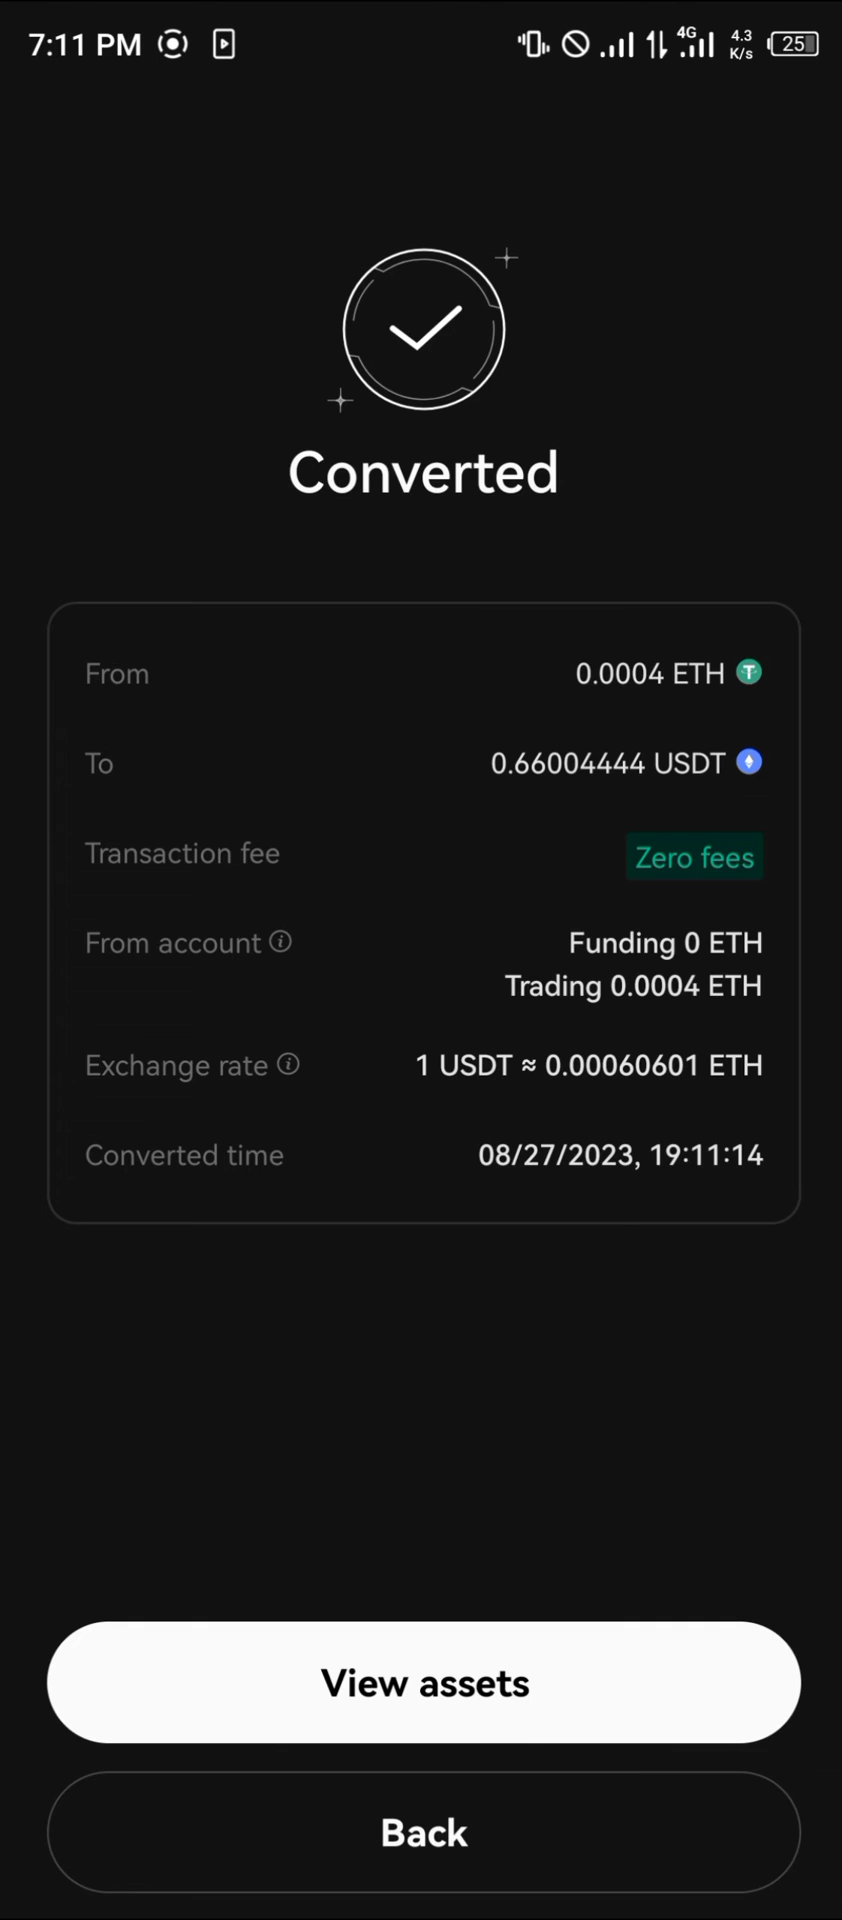 7:11 PM 4G 4.3 K/s 25
Converted
From 0.0004 ETH
To 0.66004444 USDT
Transaction fee Zero fees
From account Funding 0 ETH
Trading 0.0004 ETH
Exchange rate 1 USDT ≈ 0.00060601 ETH
Converted time 08/27/2023, 19:11:14
View assets
Back